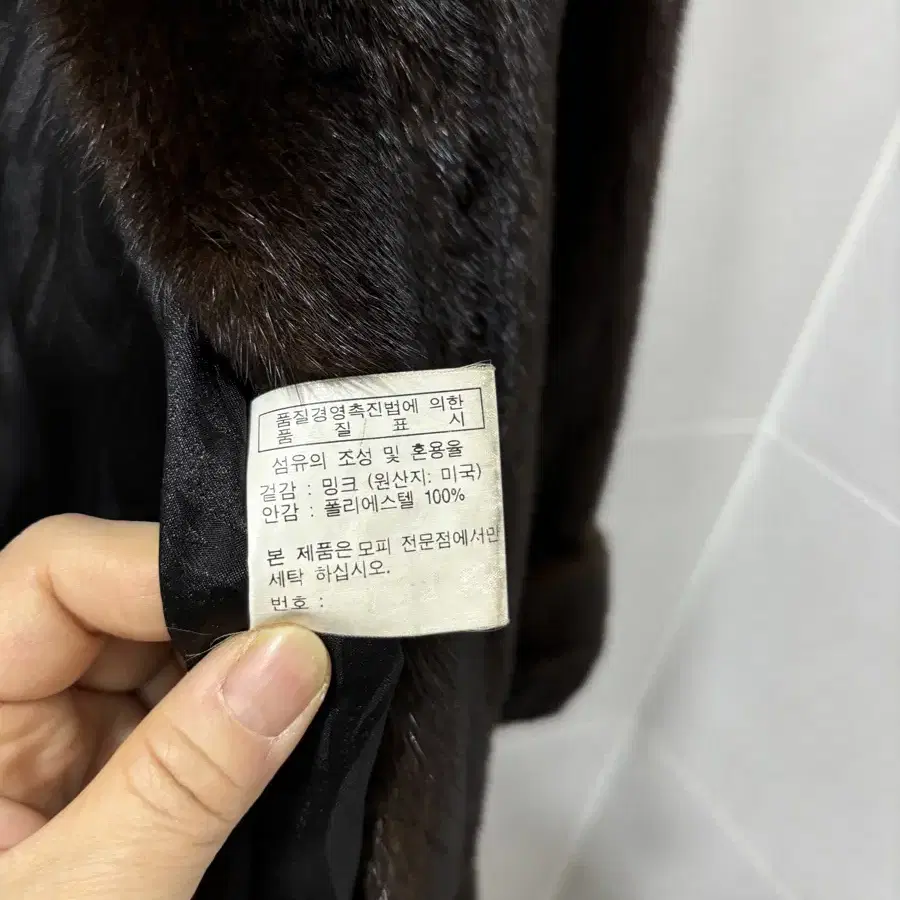 품질경영촉진법에 의한
품 질 표 시
섬유의 조성 및 혼용율
겉감 : 밍크 (원산지: 미국)
안감 : 폴리에스텔 100%
본 제품은 모피 전문점에서만
세탁 하십시오.
번호 :